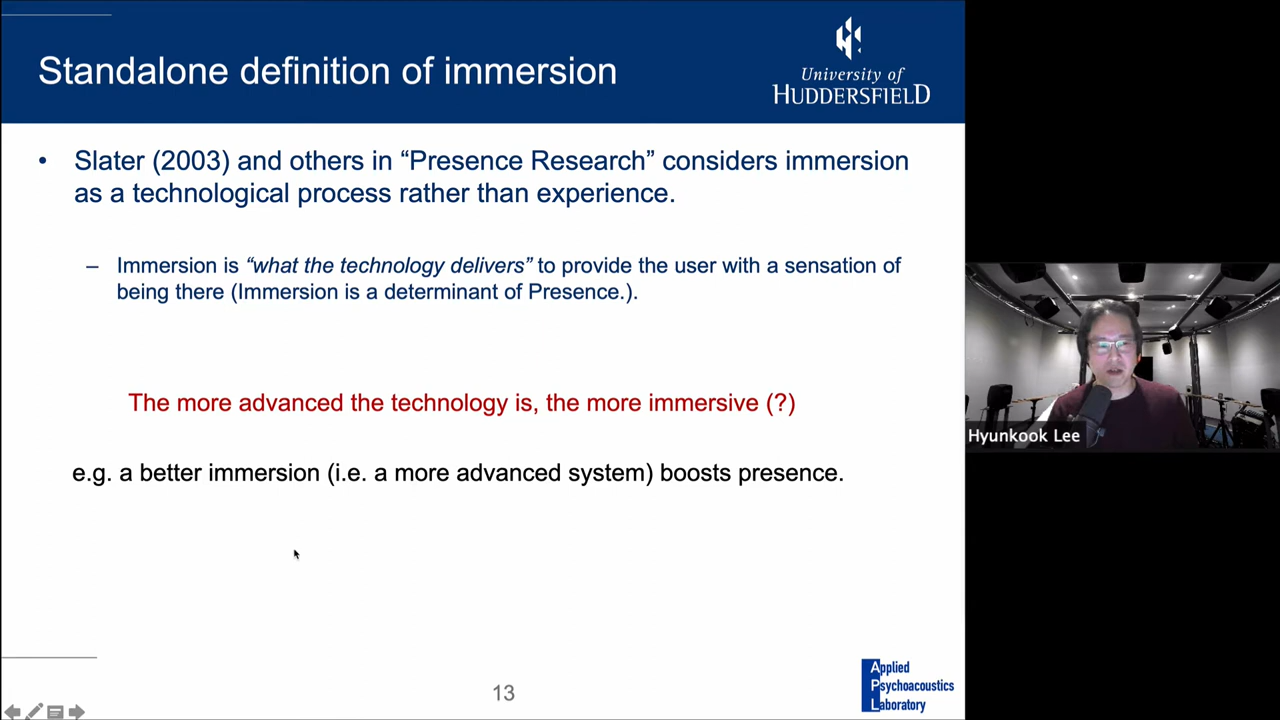 Standalone definition of immersion
University of
HUDDERSFIELD
• Slater (2003) and others in “Presence Research” considers immersion
as a technological process rather than experience.
– Immersion is “what the technology delivers” to provide the user with a sensation of
being there (Immersion is a determinant of Presence.).
The more advanced the technology is, the more immersive (?)
e.g. a better immersion (i.e. a more advanced system) boosts presence.
Hyunkook Lee
13
Applied
Psychoacoustics
Laboratory